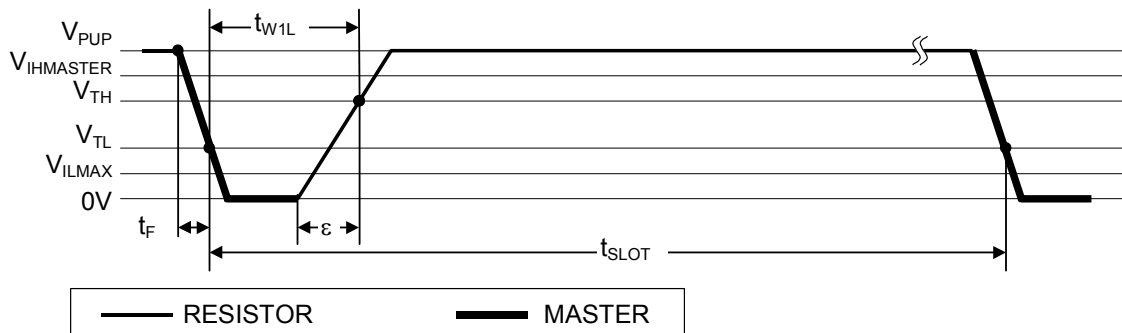 t_W1L
V_PUP
V_IHMASTER
V_TH
V_TL
V_ILMAX
0V
t_F
ε
t_SLOT
RESISTOR MASTER